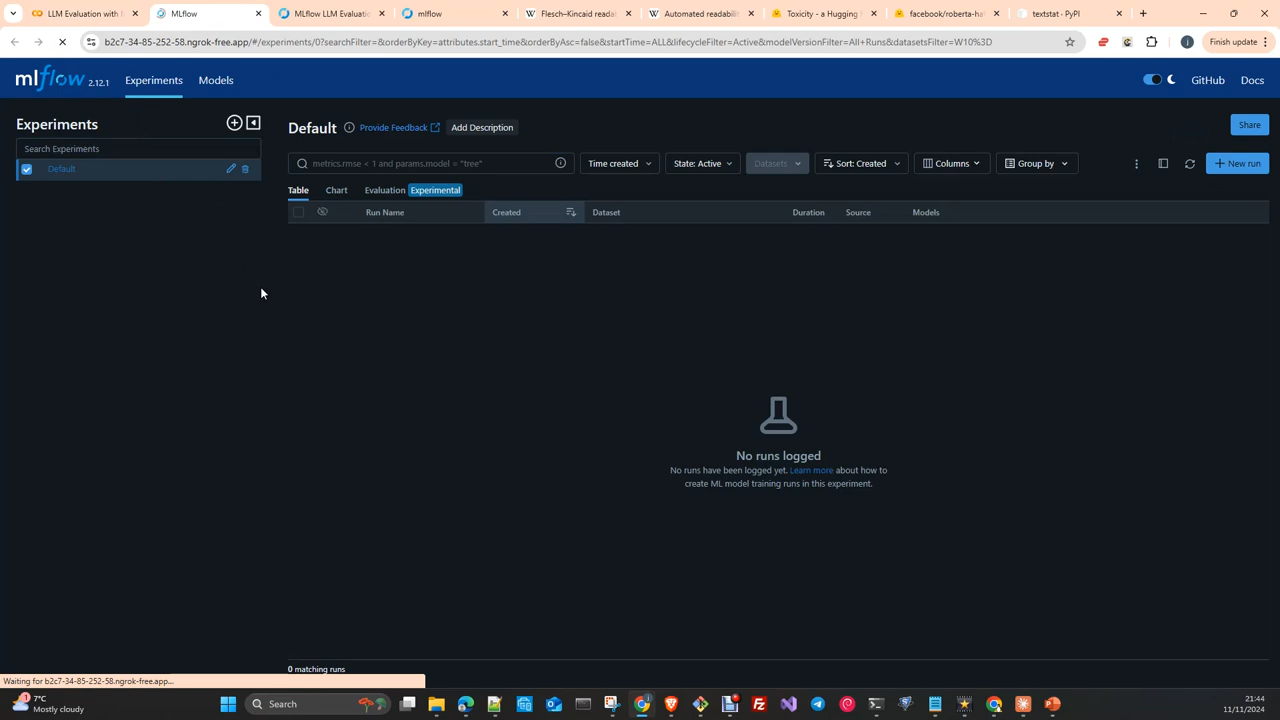 LLM Evaluation with M
MLflow
MLflow LLM Evaluatio
mlflow
Flesch–Kincaid readab
Automated readabilit
Toxicity - a Hugging F
facebook/roberta-hat
textstat · PyPI
b2c7-34-85-252-58.ngrok-free.app/#/experiments/0?searchFilter=&orderByKey=attributes.start_time&orderByAsc=false&startTime=ALL&lifecycleFilter=Active&modelVersionFilter=All+Runs&datasetsFilter=W10%3D
Finish update
mlflow 2.12.1
Experiments
Models
GitHub
Docs
Experiments
Search Experiments
Default
Default
Provide Feedback
Add Description
Share
metrics.rmse < 1 and params.model = "tree"
Time created
State: Active
Datasets
Sort: Created
Columns
Group by
New run
Table
Chart
Evaluation
Experimental
Run Name
Created
Dataset
Duration
Source
Models
No runs logged
No runs have been logged yet. Learn more about how to
create ML model training runs in this experiment.
0 matching runs
Waiting for b2c7-34-85-252-58.ngrok-free.app...
1
7°C
Mostly cloudy
Search
21:44
11/11/2024